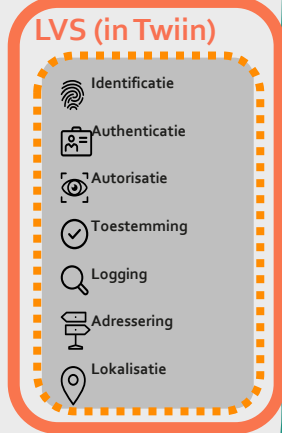 LVS (in Twiin)
Identificatie
Authenticatie
Autorisatie
Toestemming
Logging
Adressering
Lokalisatie